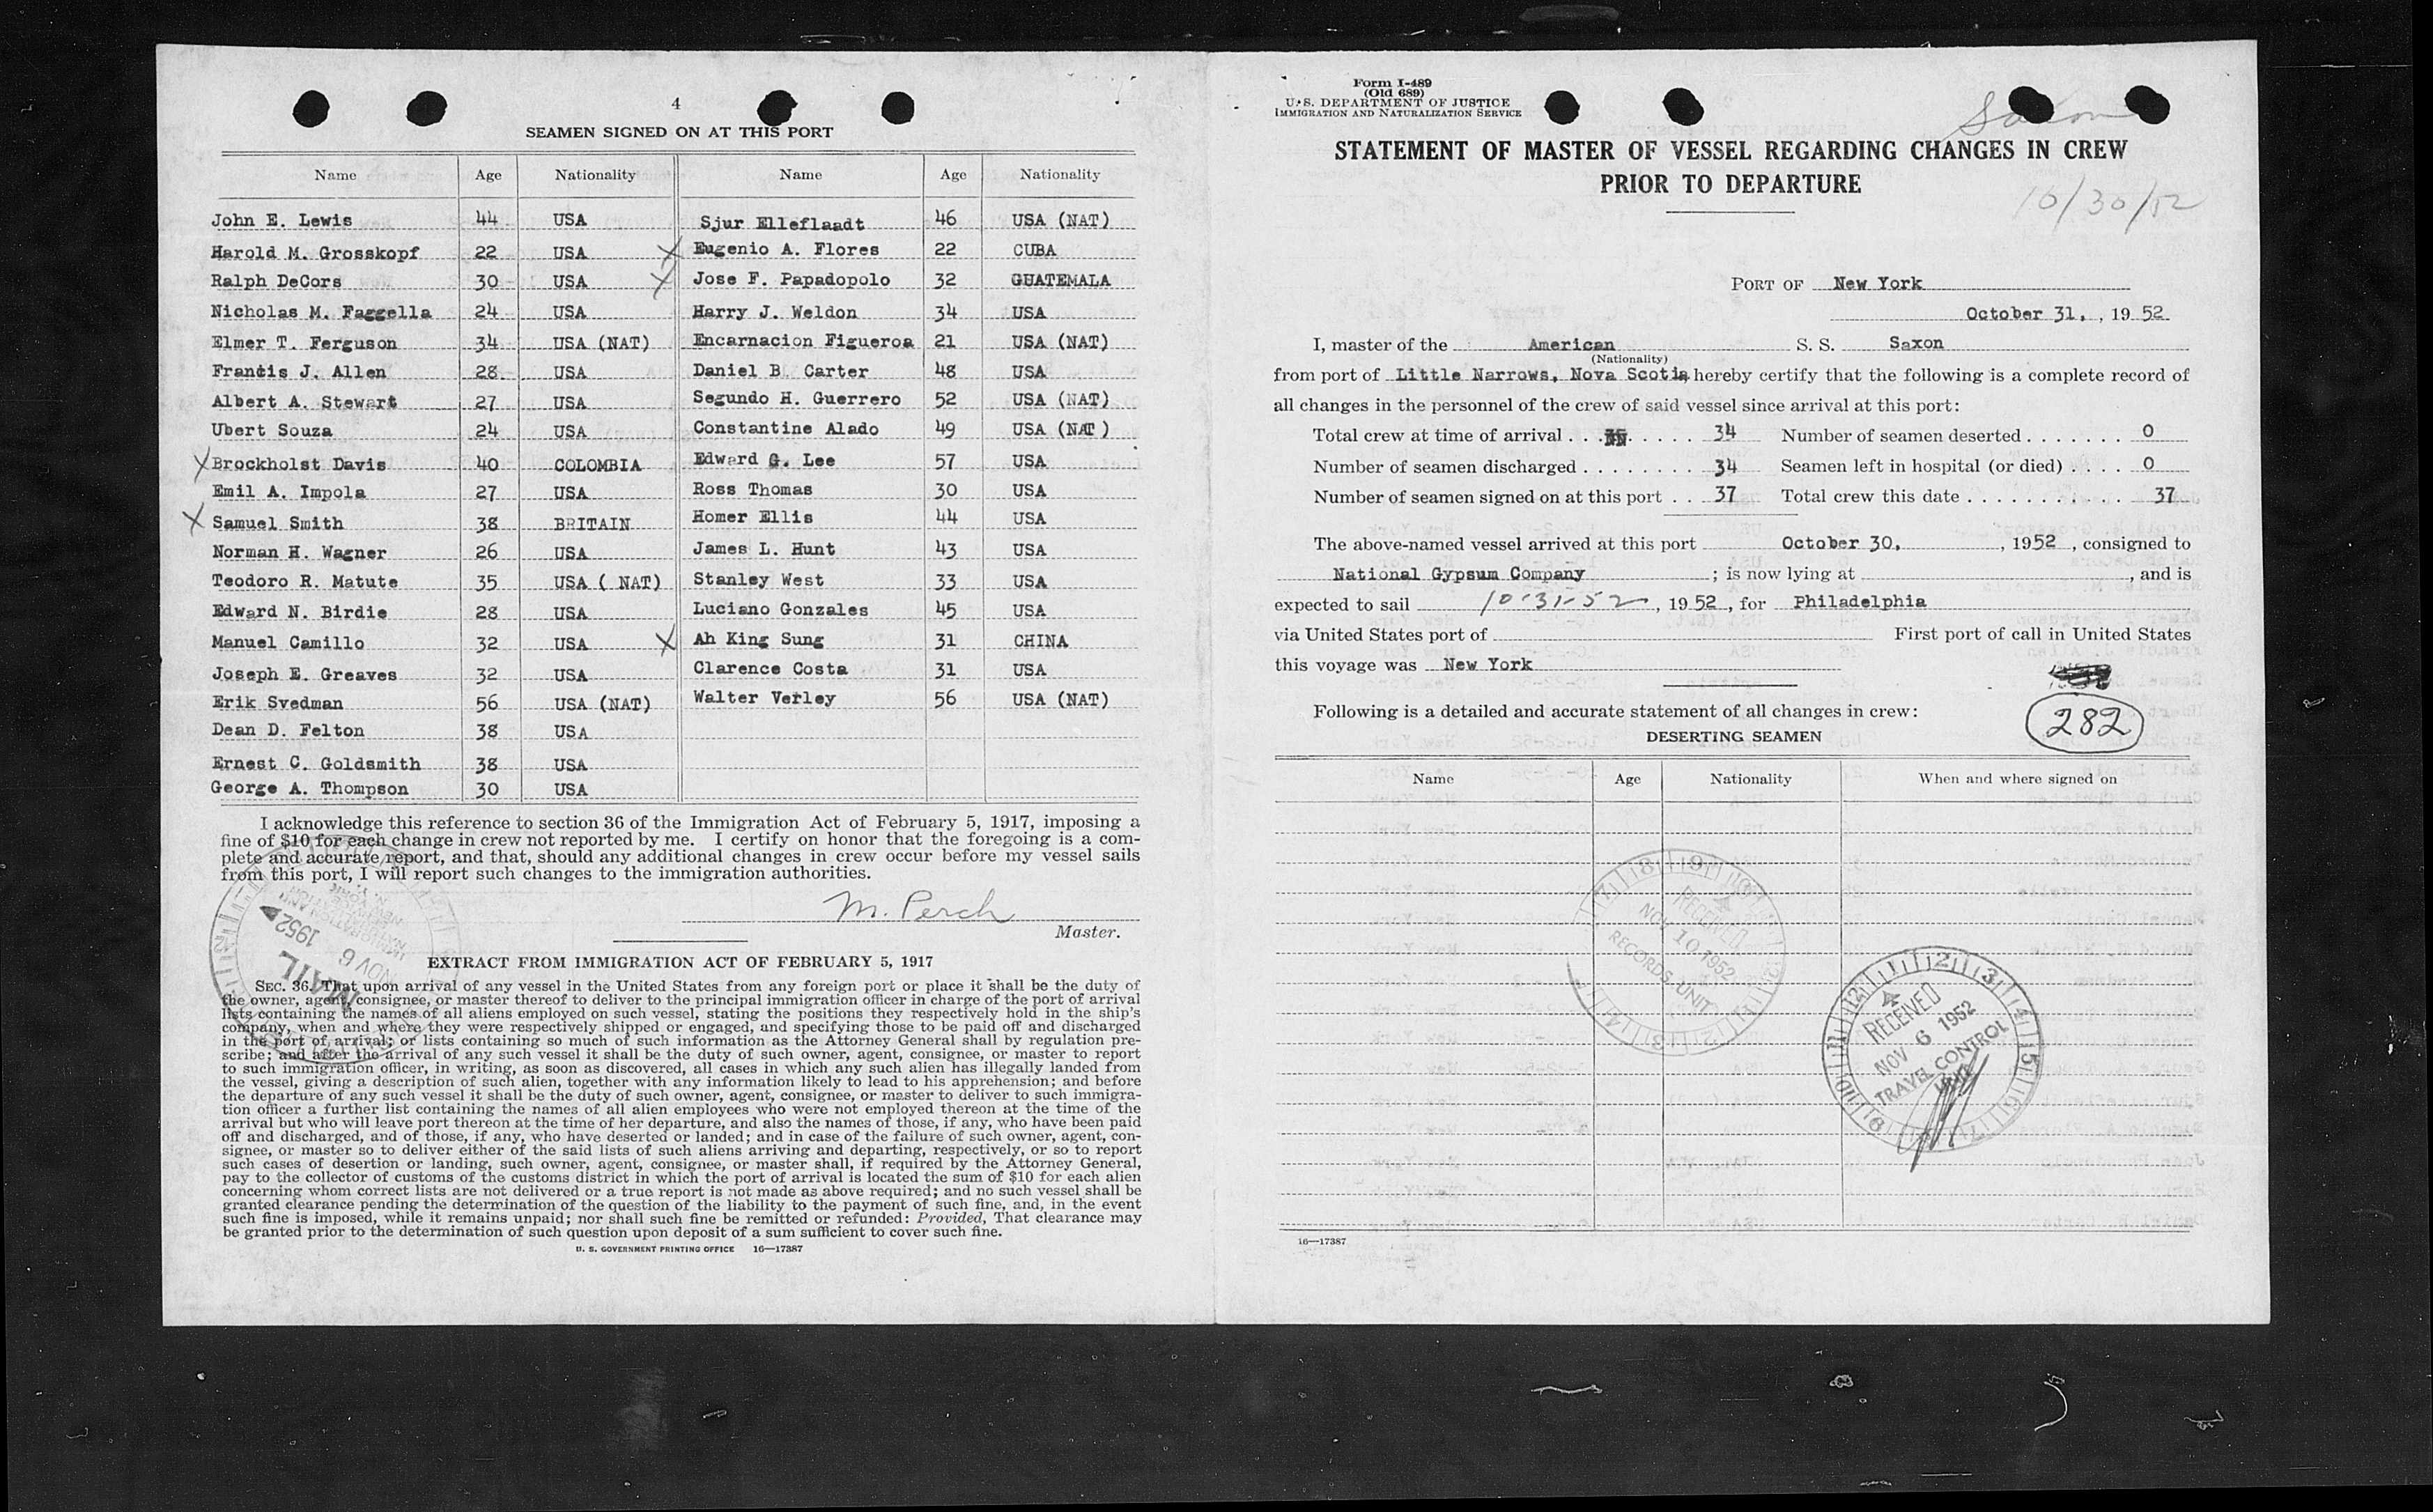 4
SEAMEN SIGNED ON AT THIS PORT
Name Age Nationality Name Age Nationality
John E. Lewis 44 USA Sjur Elleflaadt 46 USA (NAT)
Harold M. Grosskopf 22 USA X Eugenio A. Flores 22 CUBA
Ralph DeCors 30 USA X Jose F. Papadopolo 32 GUATEMALA
Nicholas M. Faggella 24 USA Harry J. Weldon 34 USA
Elmer T. Ferguson 34 USA (NAT) Encarnacion Figueroa 21 USA (NAT)
Francis J. Allen 28 USA Daniel B. Carter 48 USA
Albert A. Stewart 27 USA Segundo H. Guerrero 52 USA (NAT)
Ubert Souza 24 USA Constantine Alado 49 USA (NAT )
X Brockholst Davis 40 COLOMBIA Edward G. Lee 57 USA
Emil A. Impola 27 USA Ross Thomas 30 USA
X Samuel Smith 38 BRITAIN Homer Ellis 44 USA
Norman H. Wagner 26 USA James L. Hunt 43 USA
Teodoro R. Matute 35 USA ( NAT) Stanley West 33 USA
Edward N. Birdie 28 USA Luciano Gonzales 45 USA
Manuel Camillo 32 USA X Ah King Sung 31 CHINA
Joseph E. Greaves 32 USA Clarence Costa 31 USA
Erik Svedman 56 USA (NAT) Walter Verley 56 USA (NAT)
Dean D. Felton 38 USA
Ernest C. Goldsmith 38 USA
George A. Thompson 30 USA
I acknowledge this reference to section 36 of the Immigration Act of February 5, 1917, imposing a
fine of $10 for each change in crew not reported by me. I certify on honor that the foregoing is a com-
plete and accurate report, and that, should any additional changes in crew occur before my vessel sails
from this port, I will report such changes to the immigration authorities.
M. Perch
Master.
MAIL
NOV 6 1952
EXTRACT FROM IMMIGRATION ACT OF FEBRUARY 5, 1917
SEC. 36. That upon arrival of any vessel in the United States from any foreign port or place it shall be the duty of
the owner, agent, consignee, or master thereof to deliver to the principal immigration officer in charge of the port of arrival
lists containing the names of all aliens employed on such vessel, stating the positions they respectively hold in the ship's
company, when and where they were respectively shipped or engaged, and specifying those to be paid off and discharged
in the port of arrival; or lists containing so much of such information as the Attorney General shall by regulation pre-
scribe; and after the arrival of any such vessel it shall be the duty of such owner, agent, consignee, or master to report
to such immigration officer, in writing, as soon as discovered, all cases in which any such alien has illegally landed from
the vessel, giving a description of such alien, together with any information likely to lead to his apprehension; and before
the departure of any such vessel it shall be the duty of such owner, agent, consignee, or master to deliver to such immigra-
tion officer a further list containing the names of all alien employees who were not employed thereon at the time of the
arrival but who will leave port thereon at the time of her departure, and also the names of those, if any, who have been paid
off and discharged, and of those, if any, who have deserted or landed; and in case of the failure of such owner, agent, con-
signee, or master so to deliver either of the said lists of such aliens arriving and departing, respectively, or so to report
such cases of desertion or landing, such owner, agent, consignee, or master shall, if required by the Attorney General,
pay to the collector of customs of the customs district in which the port of arrival is located the sum of $10 for each alien
concerning whom correct lists are not delivered or a true report is not made as above required; and no such vessel shall be
granted clearance pending the determination of the question of the liability to the payment of such fine, and, in the event
such fine is imposed, while it remains unpaid; nor shall such fine be remitted or refunded: Provided, That clearance may
be granted prior to the determination of such question upon deposit of a sum sufficient to cover such fine.
U. S. GOVERNMENT PRINTING OFFICE 16—17387
Form I-489
(Old 689)
U. S. DEPARTMENT OF JUSTICE
IMMIGRATION AND NATURALIZATION SERVICE
Saxon
STATEMENT OF MASTER OF VESSEL REGARDING CHANGES IN CREW
PRIOR TO DEPARTURE
10/30/52
PORT OF New York
October 31, , 19 52
I, master of the American S. S. Saxon
(Nationality)
from port of Little Narrows, Nova Scotia hereby certify that the following is a complete record of
all changes in the personnel of the crew of said vessel since arrival at this port:
Total crew at time of arrival . . . 34 Number of seamen deserted . . . . . . . 0
Number of seamen discharged . . . . . . . . 34 Seamen left in hospital (or died) . . . . 0
Number of seamen signed on at this port . . 37 Total crew this date . . . . . . . . . . . 37
The above-named vessel arrived at this port October 30, , 1952 , consigned to
National Gypsum Company ; is now lying at , and is
expected to sail 10-31-52 , 19 52 , for Philadelphia
via United States port of First port of call in United States
this voyage was New York
Following is a detailed and accurate statement of all changes in crew:
282
DESERTING SEAMEN
Name Age Nationality When and where signed on
RECEIVED
NOV 10 1952
RECORDS UNIT
RECEIVED
NOV 6 1952
TRAVEL CONTROL
UNIT
16—17387